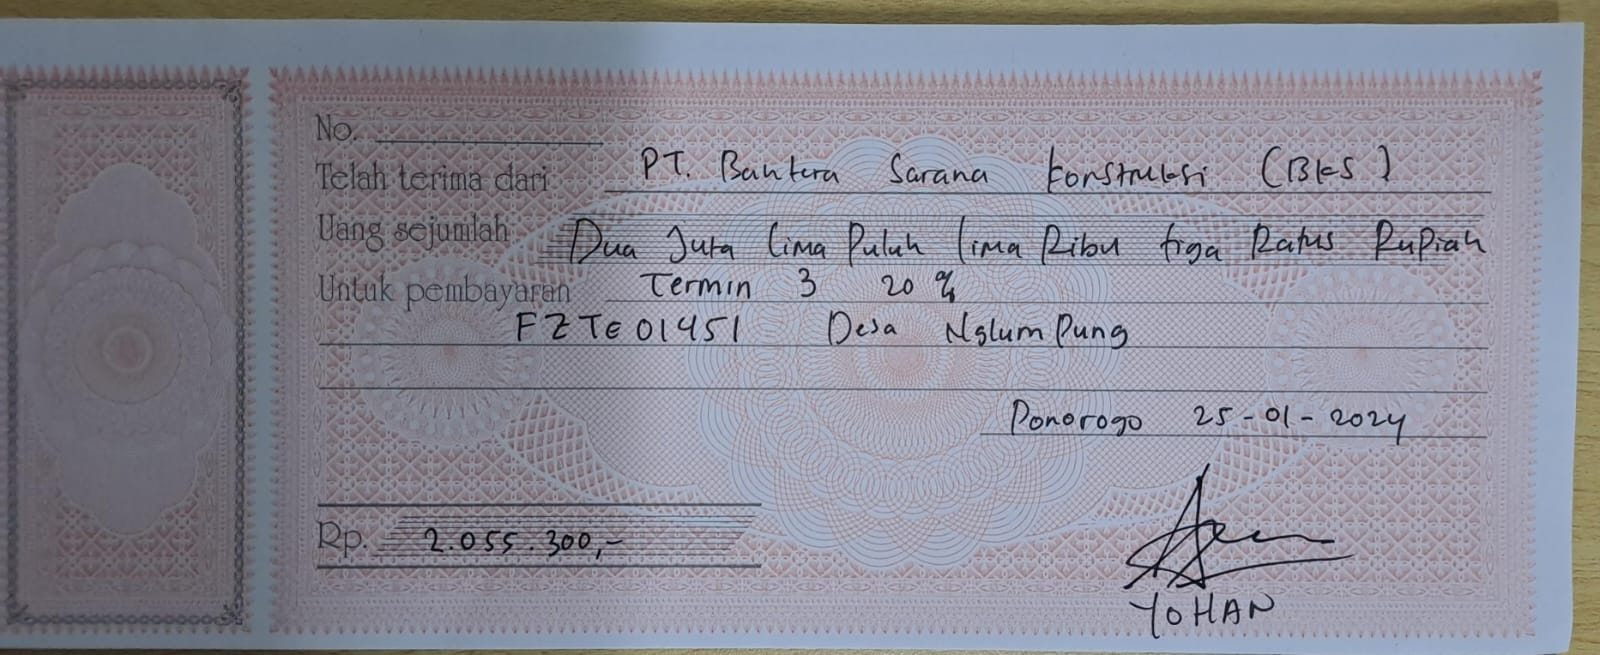 No.
Telah terima dari PT. Bahtera Sarana Konstruksi (BKS)
Uang sejumlah Dua Juta Lima Puluh lima Ribu tiga Ratus Rupiah
Untuk pembayaran Termin 3 20 %
FZTE01451 Desa Nglumpung
Ponorogo 25-01-2024
Rp. 2.055.300,-
YOHAN